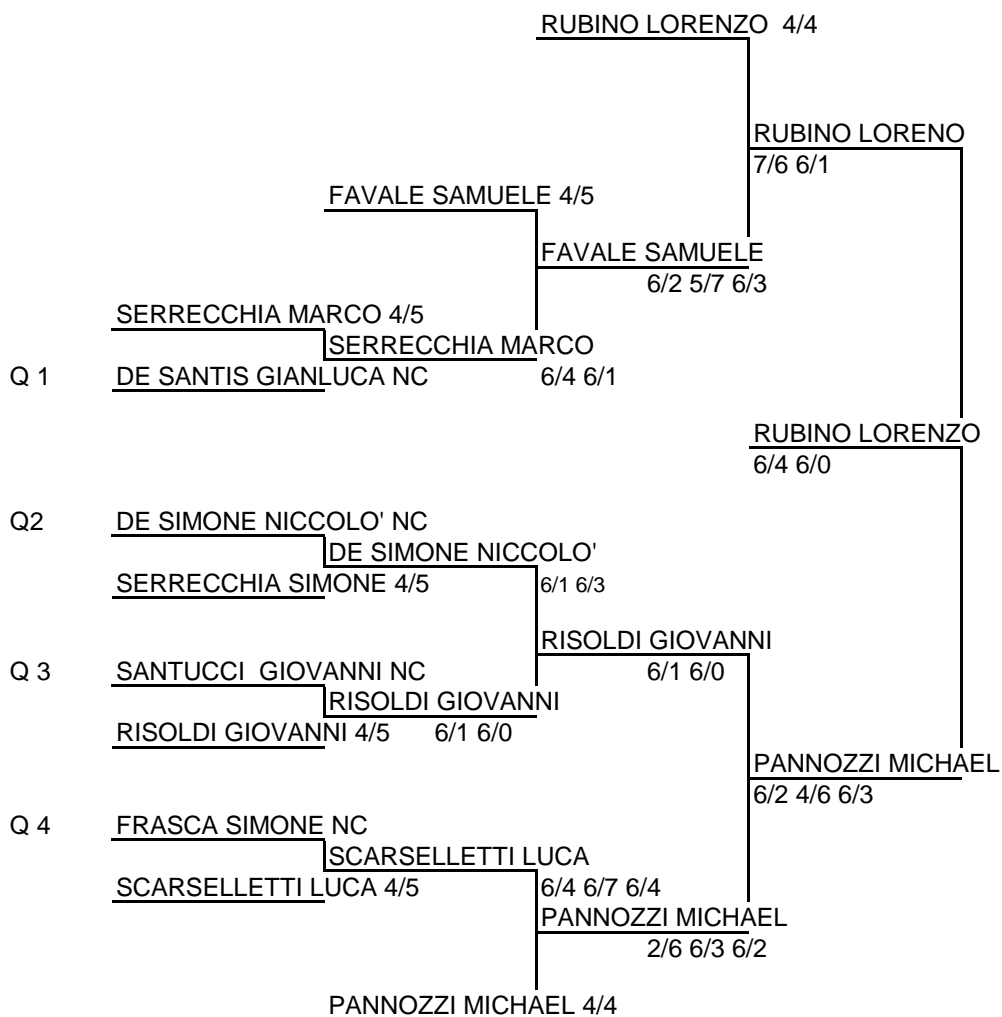 RUBINO LORENZO 4/4
RUBINO LORENO
7/6 6/1
FAVALE SAMUELE 4/5
FAVALE SAMUELE
6/2 5/7 6/3
SERRECCHIA MARCO 4/5
SERRECCHIA MARCO
Q 1 DE SANTIS GIANLUCA NC 6/4 6/1
RUBINO LORENZO
6/4 6/0
Q2 DE SIMONE NICCOLO' NC
DE SIMONE NICCOLO'
SERRECCHIA SIMONE 4/5 6/1 6/3
RISOLDI GIOVANNI
Q 3 SANTUCCI GIOVANNI NC 6/1 6/0
RISOLDI GIOVANNI
RISOLDI GIOVANNI 4/5 6/1 6/0
PANNOZZI MICHAEL
6/2 4/6 6/3
Q 4 FRASCA SIMONE NC
SCARSELLETTI LUCA
SCARSELLETTI LUCA 4/5 6/4 6/7 6/4
PANNOZZI MICHAEL
2/6 6/3 6/2
PANNOZZI MICHAEL 4/4